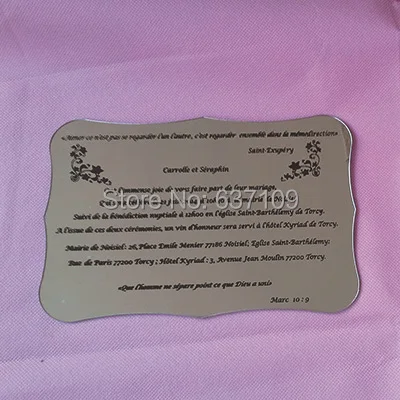 «Aimer ce n'est pas se regarder l'un l'autre, c'est regarder ensemble dans la même direction»
Saint-Exupéry
Carrolle et Séraphin
l'immense joie de vous faire part de leur mariage.
Store No: 637109
Suivi de la bénédiction nuptiale à 12h00 en l'église Saint-Barthélemy de Torcy.
A l'issue de ces deux cérémonies, un vin d'honneur sera servi à l'hôtel Kyriad de Torcy.
Mairie de Noisiel: 26, Place Emile Menier 77186 Noisiel; Eglise Saint-Barthélemy:
Rue de Paris 77200 Torcy ; Hôtel Kyriad : 3, Avenue Jean Moulin 77200 Torcy.
«Que l'homme ne sépare point ce que Dieu a uni»
Marc 10 : 9